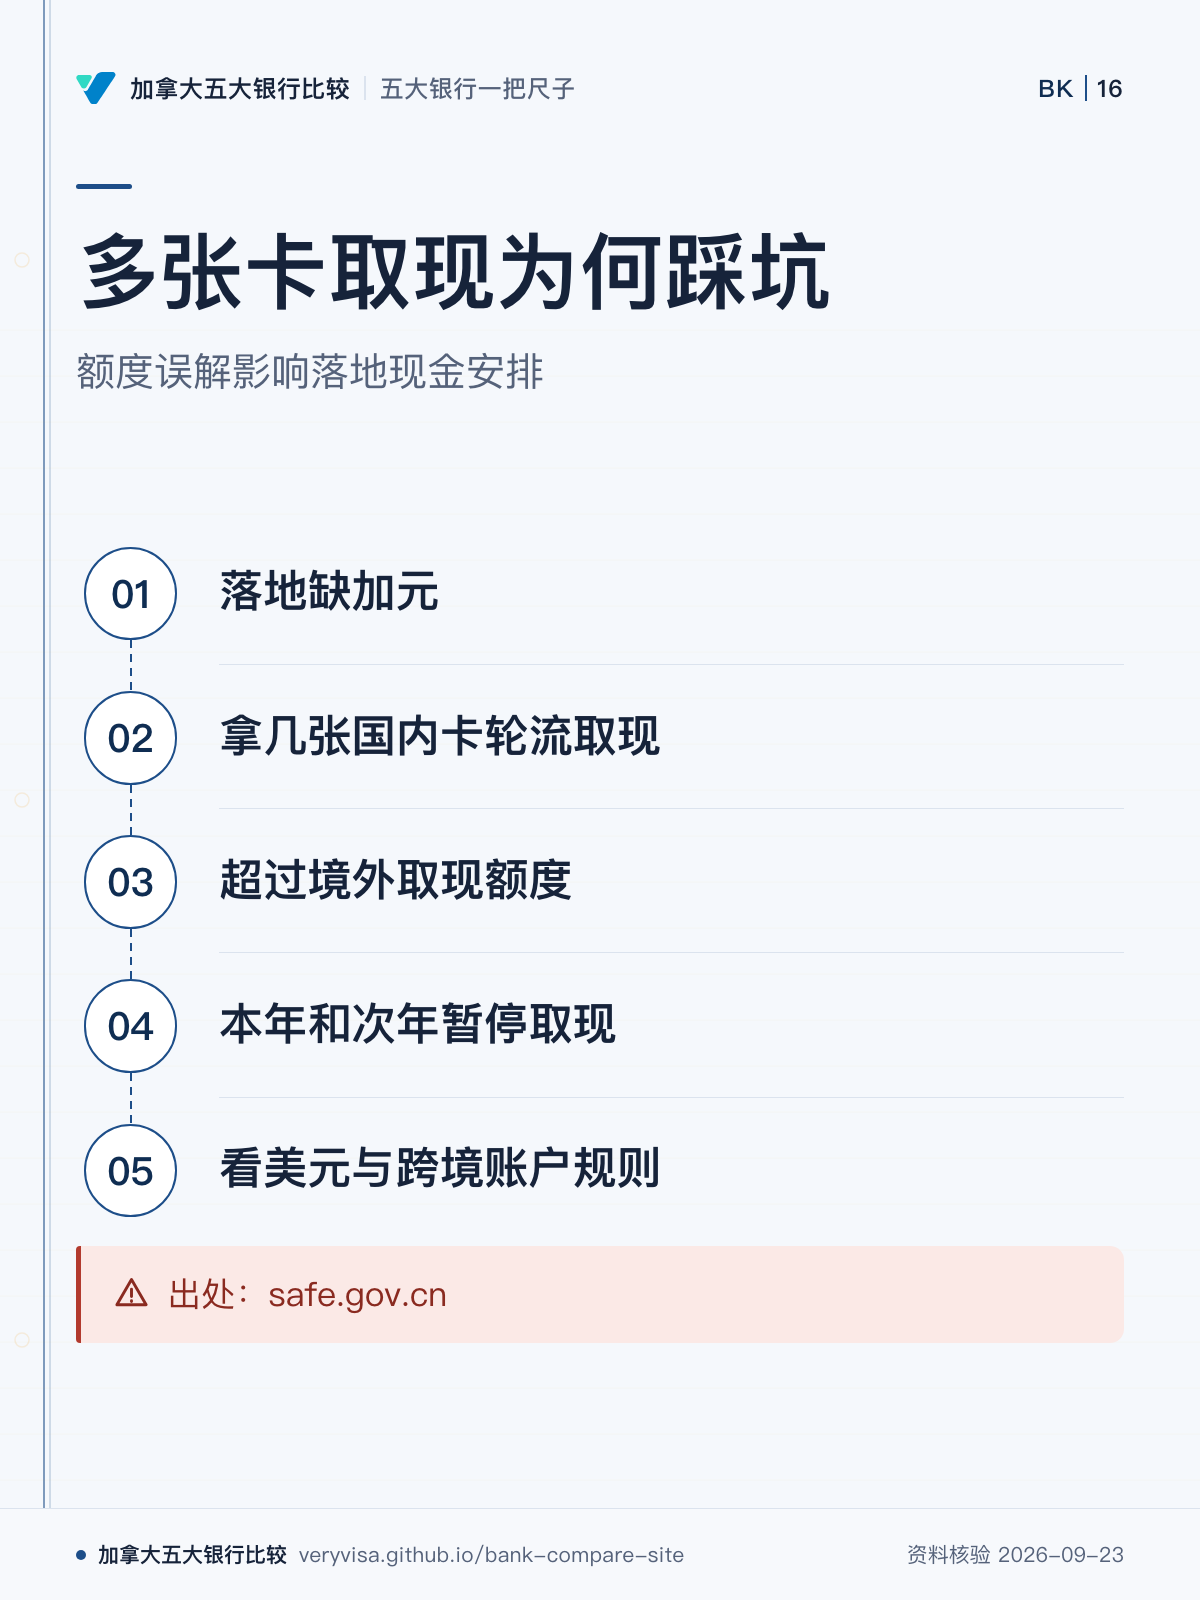 加拿大五大银行比较 五大银行一把尺子 BK 16
多张卡取现为何踩坑
额度误解影响落地现金安排
01 落地缺加元
02 拿几张国内卡轮流取现
03 超过境外取现额度
04 本年和次年暂停取现
05 看美元与跨境账户规则
出处：safe.gov.cn
加拿大五大银行比较 veryvisa.github.io/bank-compare-site 资料核验 2026-09-23